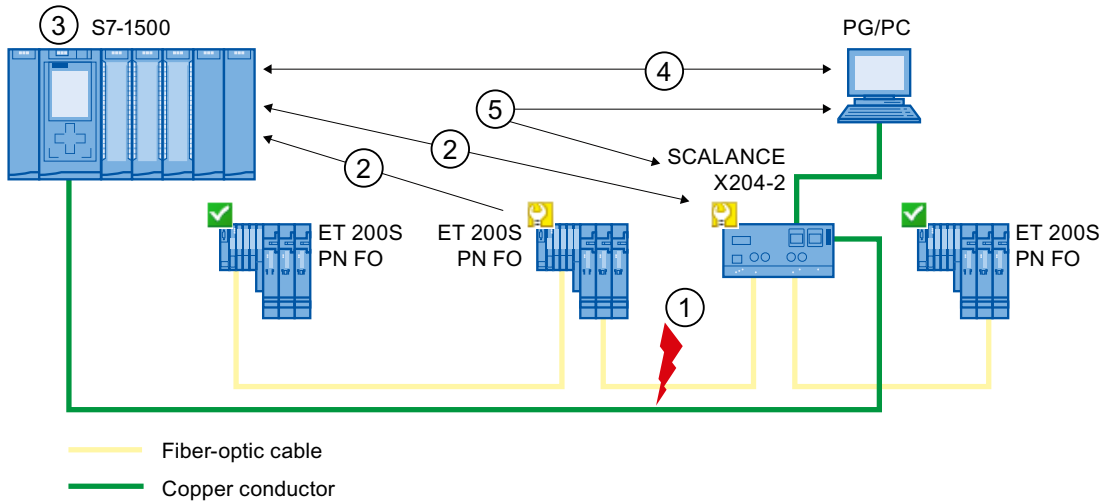 3 S7-1500
PG/PC
4
5
2
2
SCALANCE
X204-2
ET 200S
PN FO
ET 200S
PN FO
ET 200S
PN FO
1
Fiber-optic cable
Copper conductor